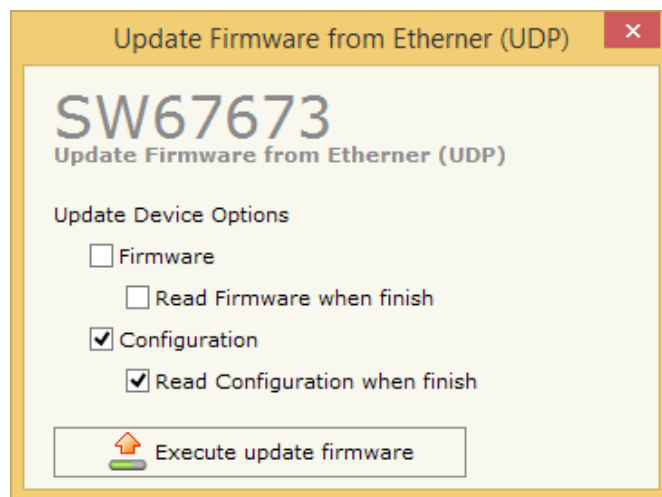 Update Firmware from Etherner (UDP)
SW67673
Update Firmware from Etherner (UDP)
Update Device Options
Firmware
Read Firmware when finish
Configuration
Read Configuration when finish
Execute update firmware